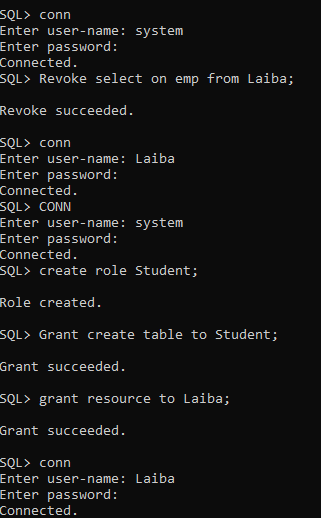 SQL> conn
Enter user-name: system
Enter password:
Connected.
SQL> Revoke select on emp from Laiba;
Revoke succeeded.
SQL> conn
Enter user-name: Laiba
Enter password:
Connected.
SQL> CONN
Enter user-name: system
Enter password:
Connected.
SQL> create role Student;
Role created.
SQL> Grant create table to Student;
Grant succeeded.
SQL> grant resource to Laiba;
Grant succeeded.
SQL> conn
Enter user-name: Laiba
Enter password:
Connected.